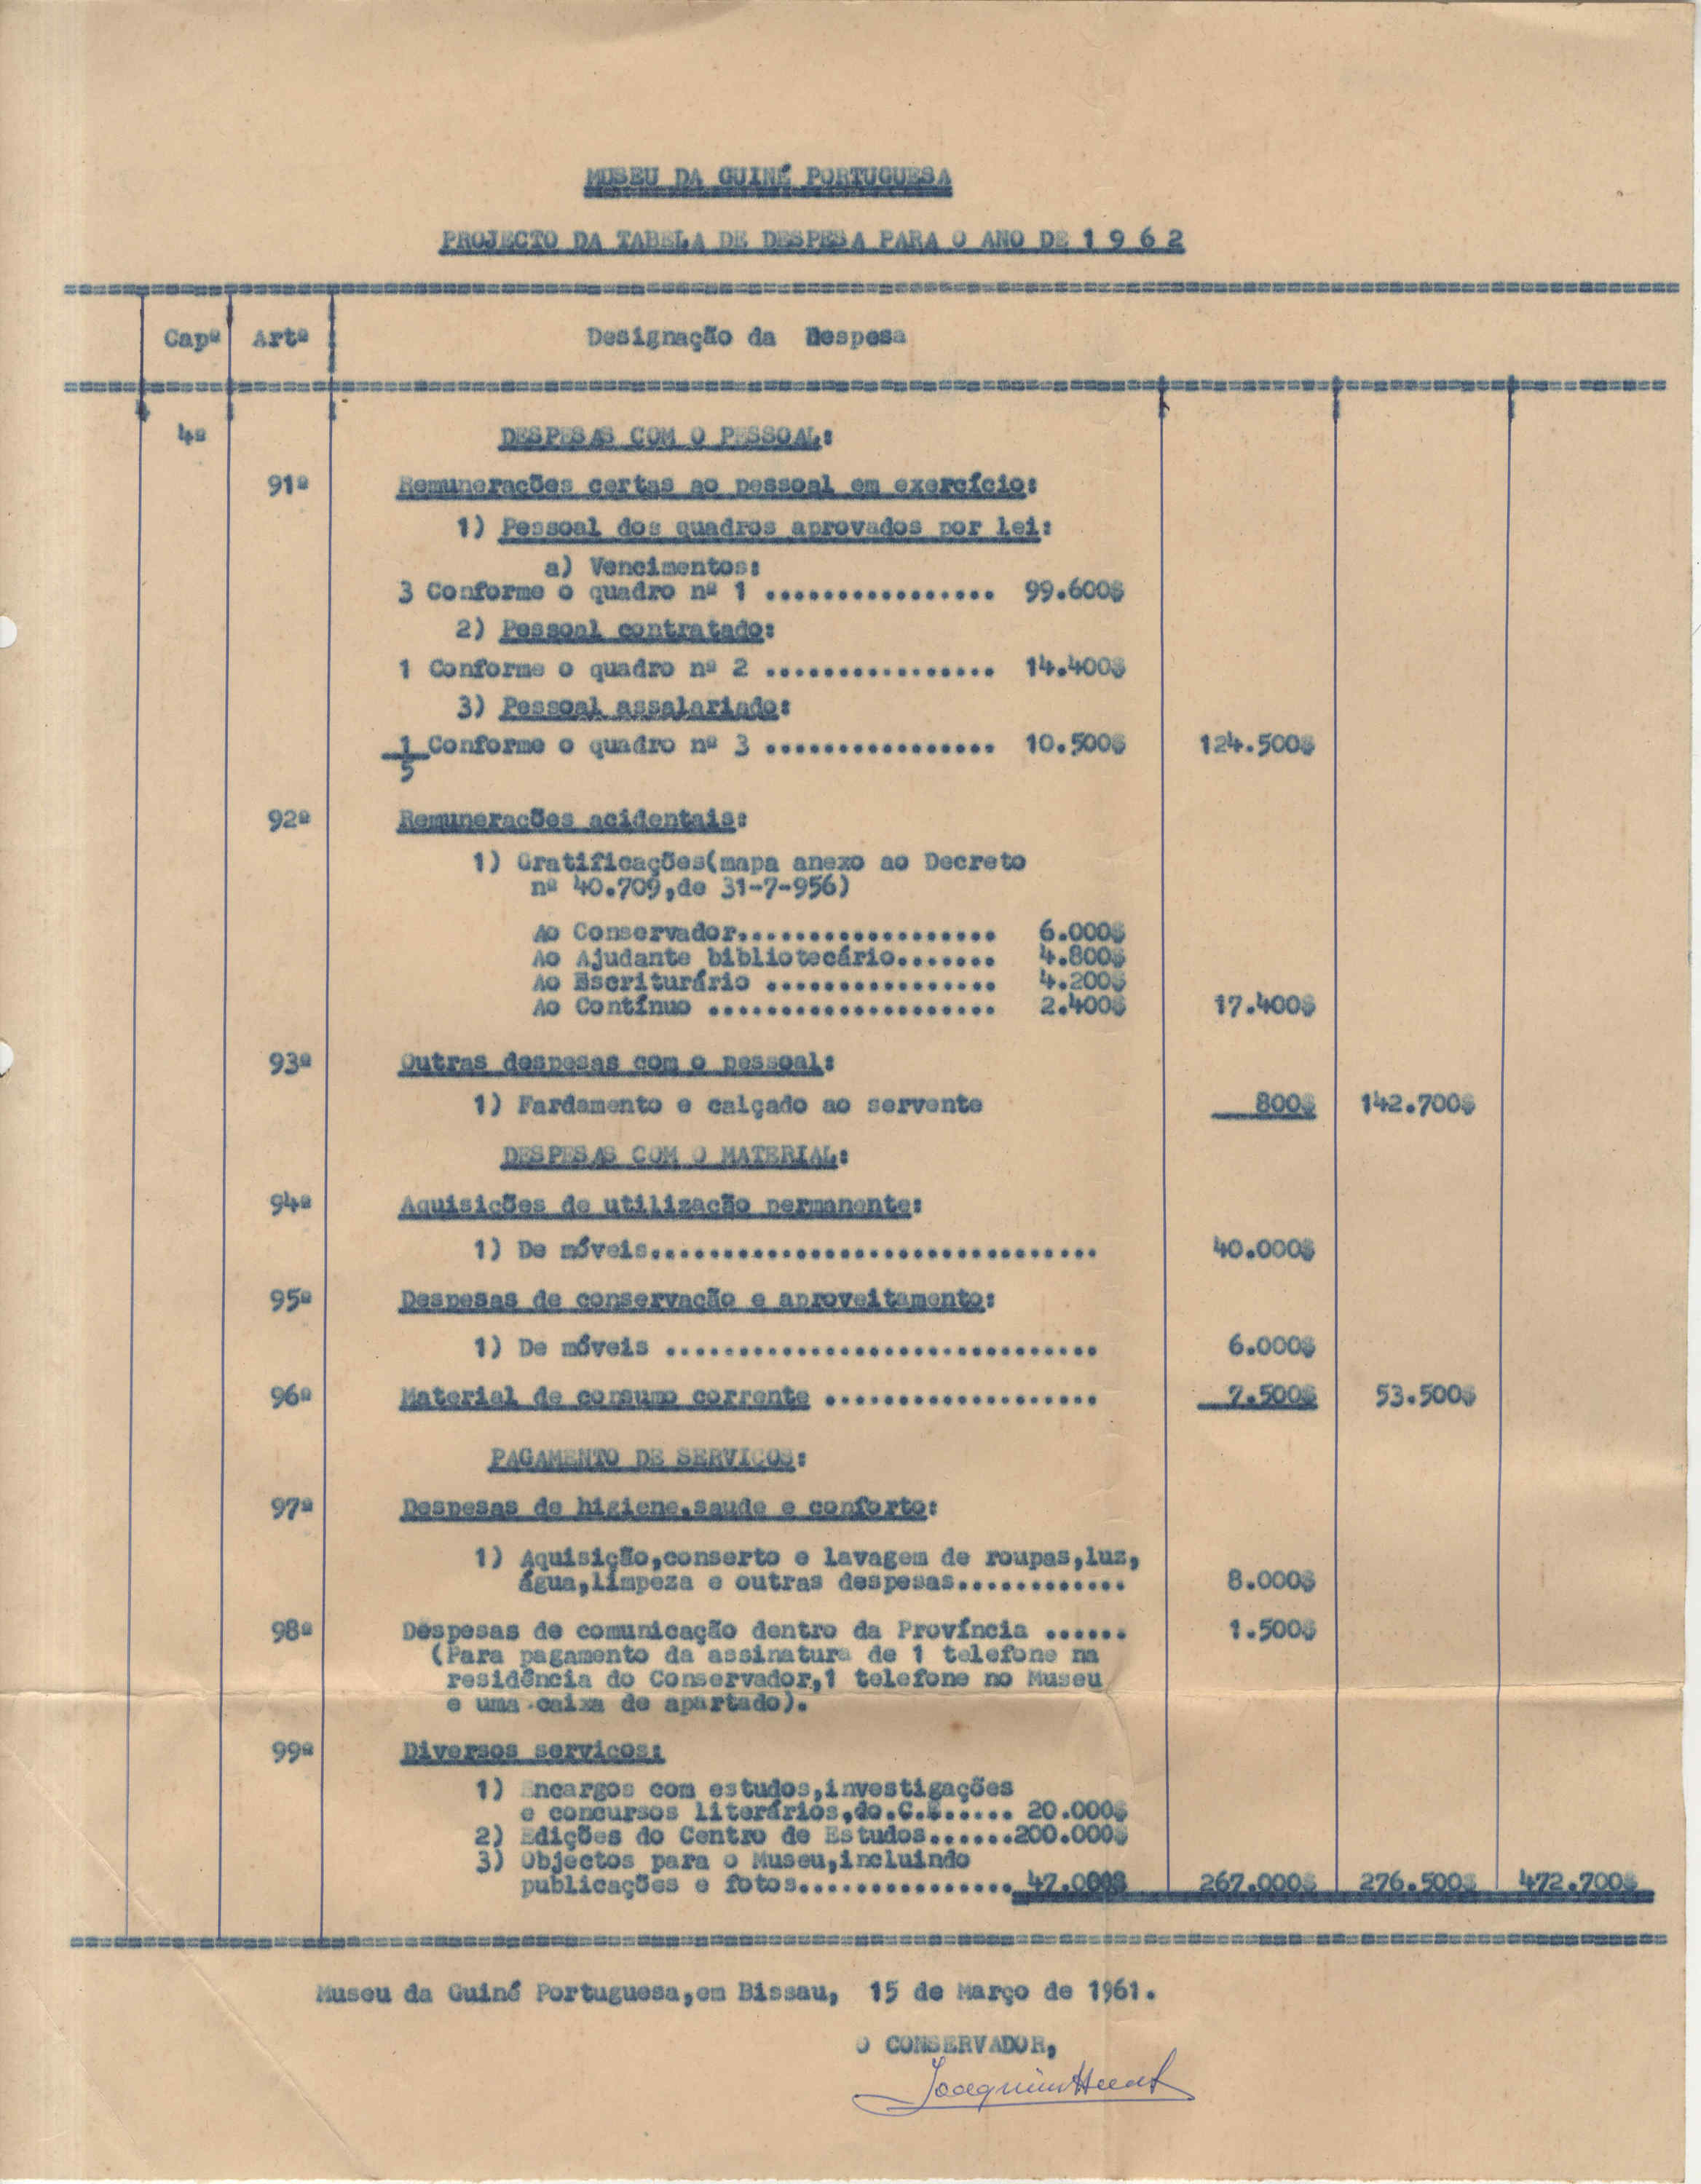 MUSEU DA GUINÉ PORTUGUESA
PROJECTO DA TABELA DE DESPESA PARA O ANO DE 1 9 6 2
Capº Artº Designação da Despesa
4º DESPESAS COM O PESSOAL:
91º Remunerações certas ao pessoal em exercício:
1) Pessoal dos quadros aprovados por lei:
a) Vencimentos:
3 Conforme o quadro nº 1 ................ 99.600$
2) Pessoal contratado:
1 Conforme o quadro nº 2 ................ 14.400$
3) Pessoal assalariado:
1 Conforme o quadro nº 3 ................ 10.500$ 124.500$
5
92º Remunerações acidentais:
1) Gratificações(mapa anexo ao Decreto
nº 40.709,de 31-7-956)
Ao Conservador.................. 6.000$
Ao Ajudante bibliotecário....... 4.800$
Ao Escriturário ................ 4.200$
Ao Contínuo .................... 2.400$ 17.400$
93º Outras despesas com o pessoal:
1) Fardamento e calçado ao servente 800$ 142.700$
DESPESAS COM O MATERIAL:
94º Aquisições de utilização permanente:
1) De móveis............................... 40.000$
95º Despesas de conservação e aproveitamento:
1) De móveis .............................. 6.000$
96º Material de consumo corrente ................... 7.500$ 53.500$
PAGAMENTO DE SERVIÇOS:
97º Despesas de higiene,saude e conforto:
1) Aquisição,conserto e lavagem de roupas,luz,
água,limpeza e outras despesas............ 8.000$
98º Despesas de comunicação dentro da Província ...... 1.500$
(Para pagamento da assinatura de 1 telefone na
residência do Conservador,1 telefone no Museu
e uma caixa de apartado).
99º Diversos serviços:
1) Encargos com estudos,investigações
e concursos literários,do.C.E..... 20.000$
2) Edições do Centro de Estudos......200.000$
3) Objectos para o Museu,incluindo
publicações e fotos............... 47.000$ 267.000$ 276.500$ 472.700$
Museu da Guiné Portuguesa,em Bissau, 15 de Março de 1961.
O CONSERVADOR,
Joaquim